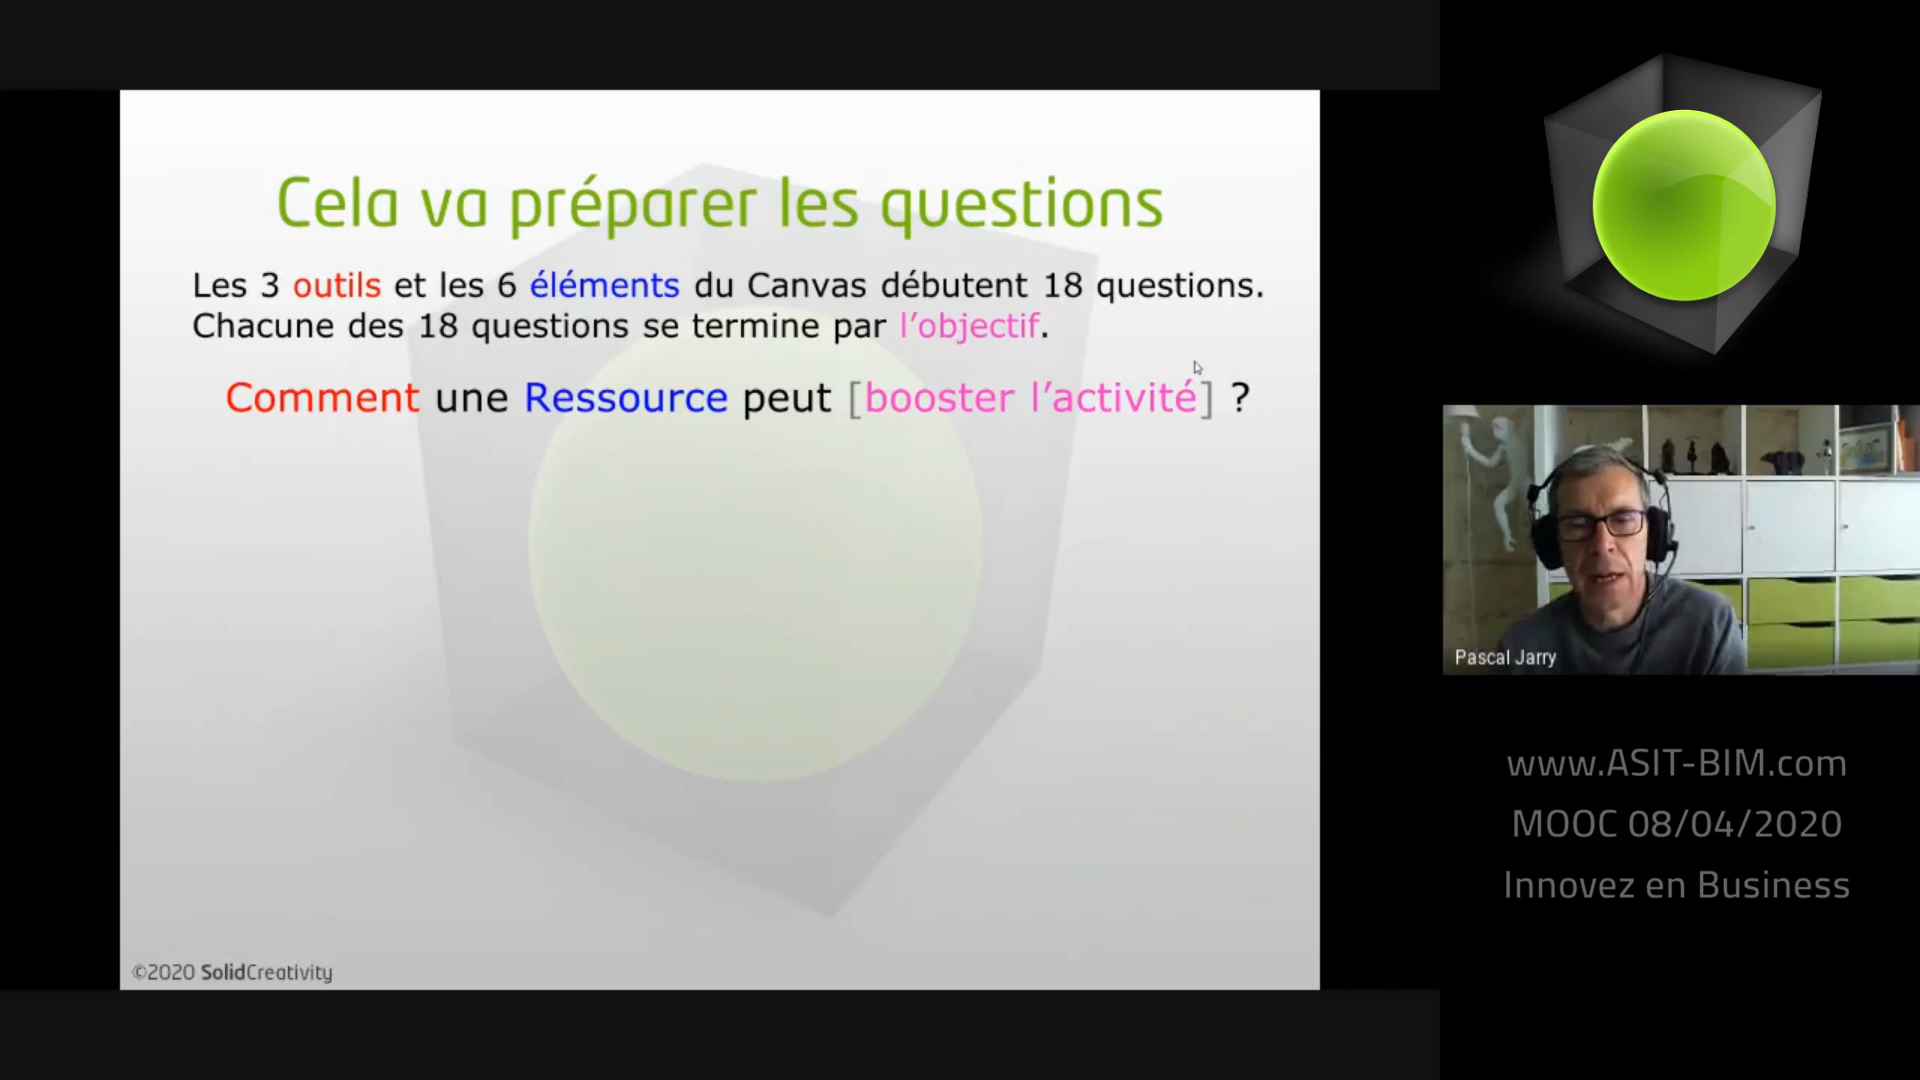 Cela va préparer les questions
Les 3 outils et les 6 éléments du Canvas débutent 18 questions.
Chacune des 18 questions se termine par l’objectif.
Comment une Ressource peut [booster l’activité] ?
©2020 SolidCreativity
Pascal Jarry
www.ASIT-BIM.com
MOOC 08/04/2020
Innovez en Business